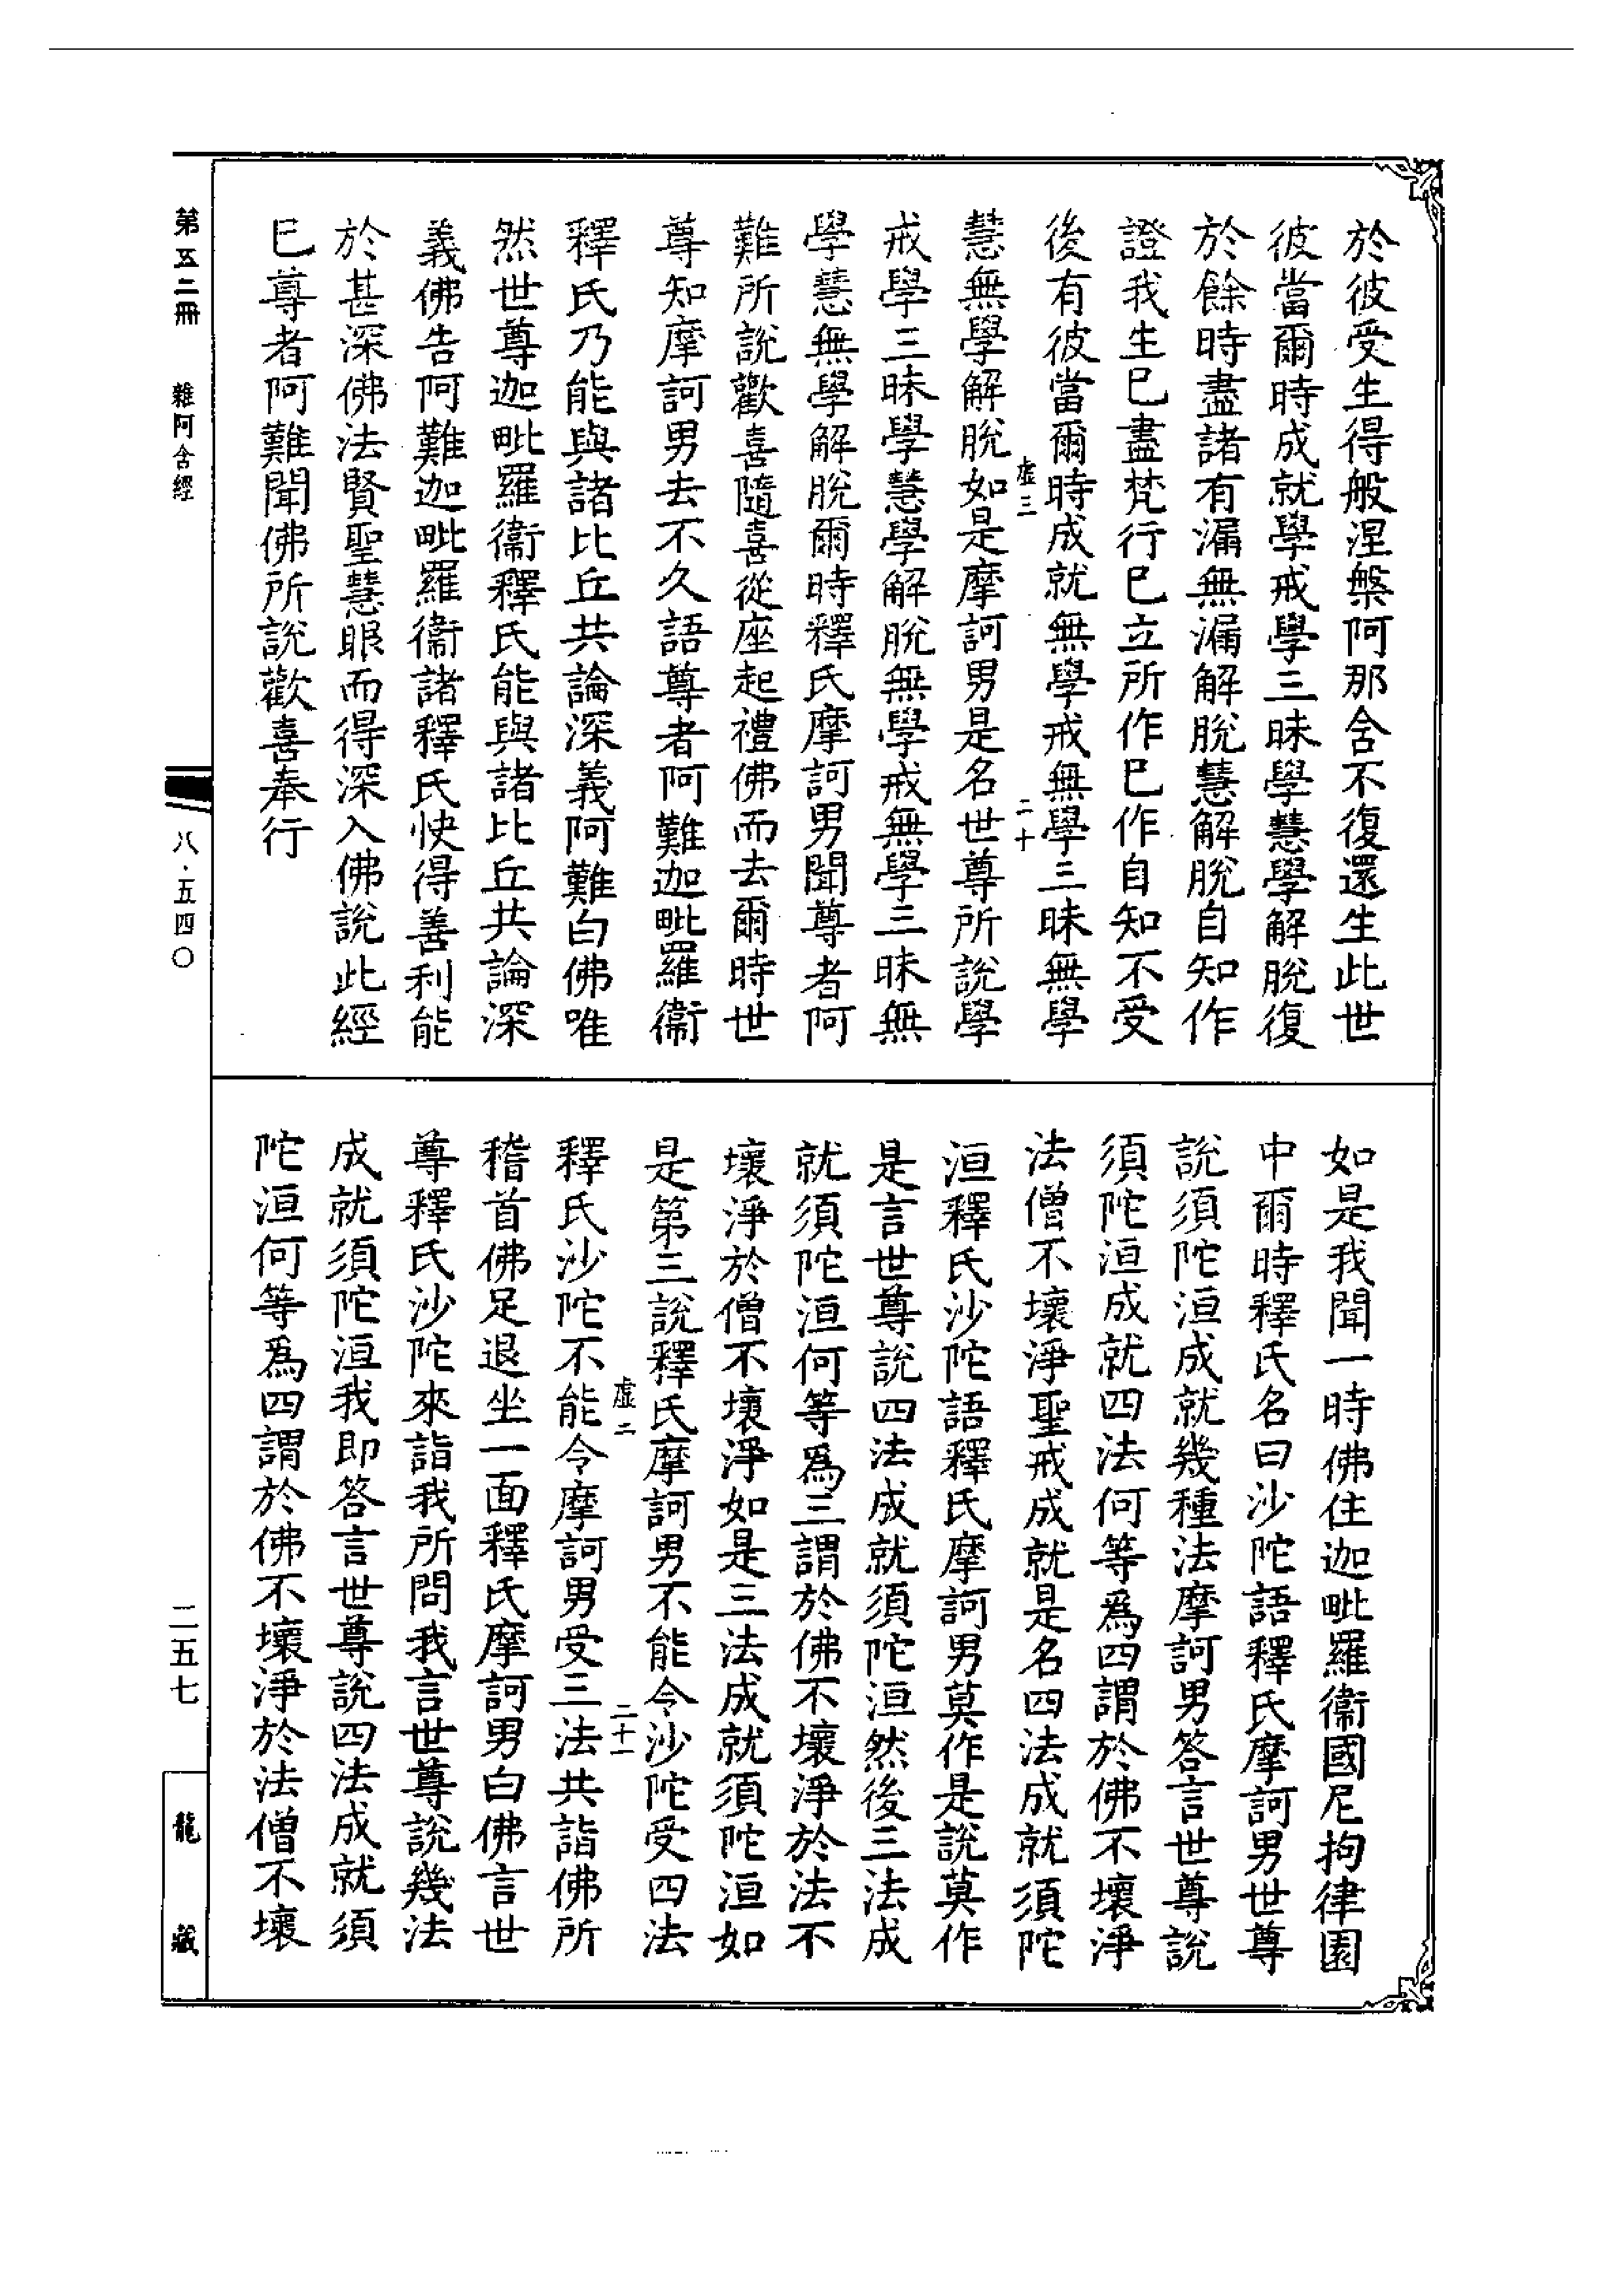 於彼受生得般涅槃阿那含不復還生此世
彼當爾時成就學戒學三昧學慧學解脫復
於餘時盡諸有漏無漏解脫慧解脫自知作
證我生已盡梵行已立所作已作自知不受
後有彼當爾時成就無學戒無學三昧無學
虛三 二十
慧無學解脫如是摩訶男是名世尊所說學
戒學三昧學慧學解脫無學戒無學三昧無
學慧無學解脫爾時釋氏摩訶男聞尊者阿
難所說歡喜隨喜從座起禮佛而去爾時世
尊知摩訶男去不久語尊者阿難迦毗羅衞
釋氏乃能與諸比丘共論深義阿難白佛唯
然世尊迦毗羅衞釋氏能與諸比丘共論深
義佛告阿難迦毗羅衞諸釋氏快得善利能
於甚深佛法賢聖慧眼而得深入佛說此經
已尊者阿難聞佛所說歡喜奉行
如是我聞一時佛住迦毗羅衞國尼拘律園
中爾時釋氏名曰沙陀語釋氏摩訶男世尊
說須陀洹成就幾種法摩訶男答言世尊說
須陀洹成就四法何等爲四謂於佛不壞淨
法僧不壞淨聖戒成就是名四法成就須陀
洹釋氏沙陀語釋氏摩訶男莫作是說莫作
是言世尊說四法成就須陀洹然後三法成
就須陀洹何等爲三謂於佛不壞淨於法不
壞淨於僧不壞淨如是三法成就須陀洹如
是第三說釋氏摩訶男不能令沙陀受四法
虛二 二十一
釋氏沙陀不能令摩訶男受三法共詣佛所
稽首佛足退坐一面釋氏摩訶男白佛言世
尊釋氏沙陀來詣我所問我言世尊說幾法
成就須陀洹我即答言世尊說四法成就須
陀洹何等爲四謂於佛不壞淨於法僧不壞
第五二冊 雜阿含經
八·五四〇
二五七
龍藏